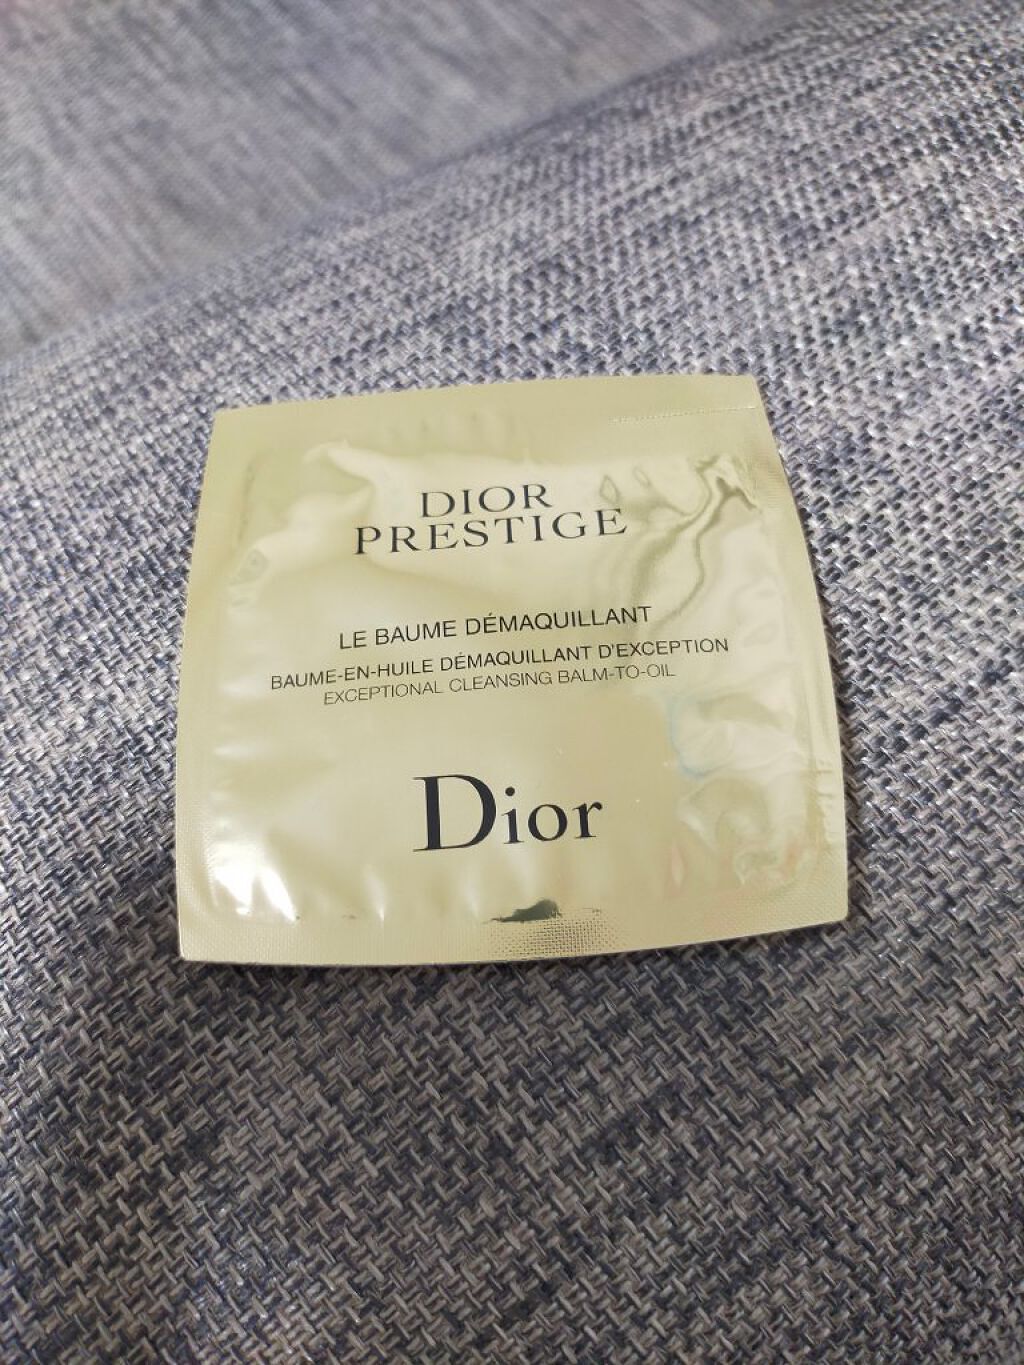 DIOR
PRESTIGE
LE BAUME DÉMAQUILLANT
BAUME-EN-HUILE DÉMAQUILLANT D'EXCEPTION
EXCEPTIONAL CLEANSING BALM-TO-OIL
Dior